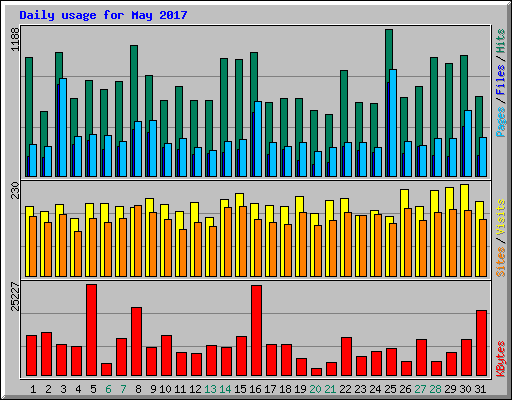 Daily usage for May 2017
1188
Pages / Files / Hits
230
Sites / Visits
25227
KBytes
1 2 3 4 5 6 7 8 9 10 11 12 13 14 15 16 17 18 19 20 21 22 23 24 25 26 27 28 29 30 31